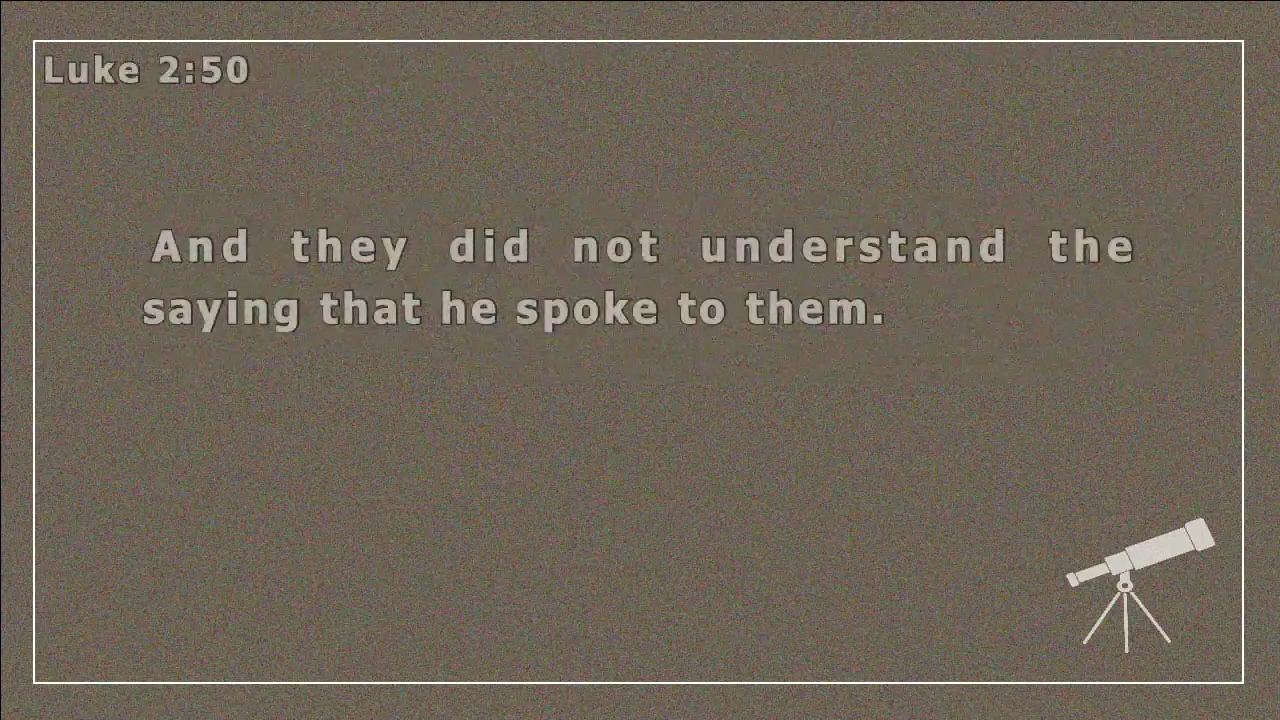 Luke 2:50
And they did not understand the
saying that he spoke to them.